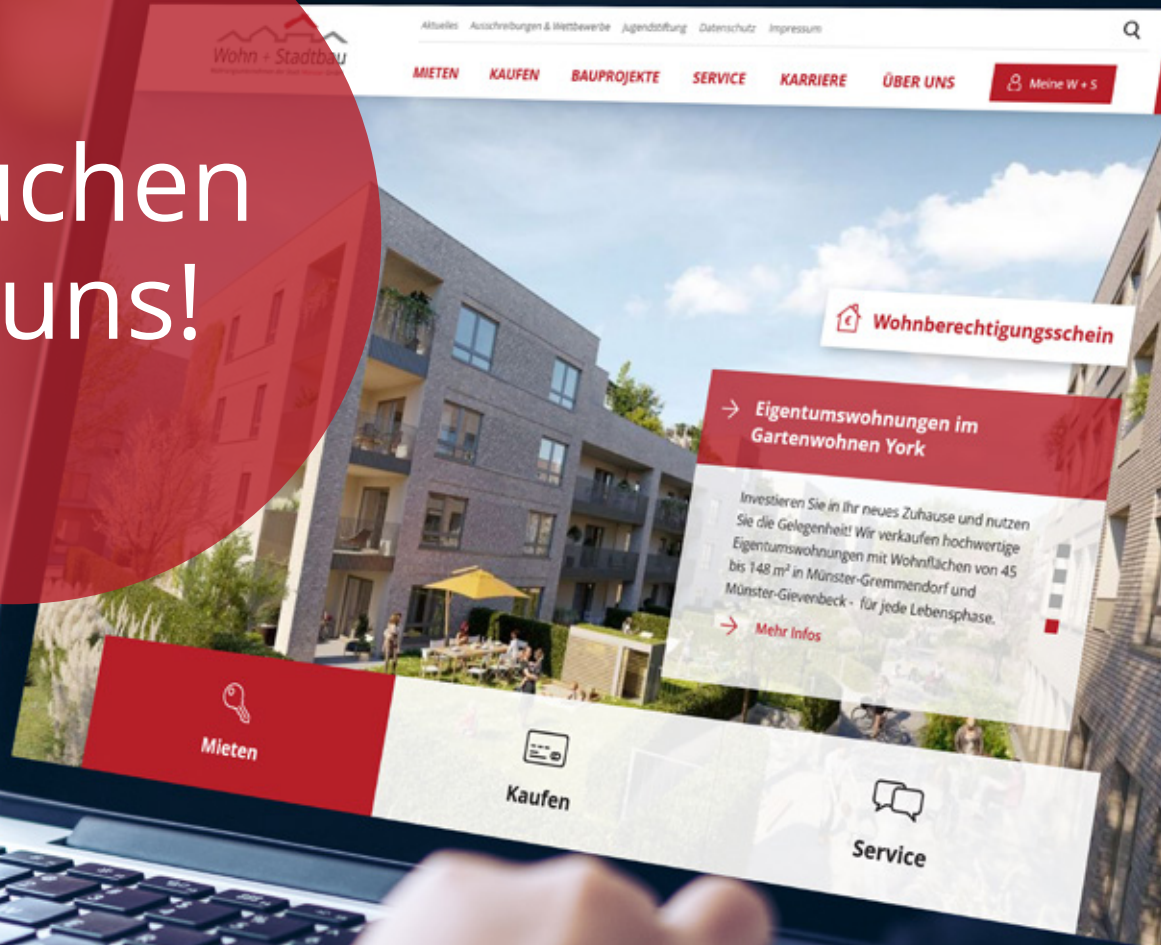 Aktuelles Ausschreibungen & Wettbewerbe Jugendstiftung Datenschutz Impressum
Wohn + Stadtbau
MIETEN KAUFEN BAUPROJEKTE SERVICE KARRIERE ÜBER UNS Meine W + S
uchen
uns!
Wohnberechtigungsschein
Eigentumswohnungen im
Gartenwohnen York
Investieren Sie in Ihr neues Zuhause und nutzen
Sie die Gelegenheit! Wir verkaufen hochwertige
Eigentumswohnungen mit Wohnflächen von 45
bis 148 m² in Münster-Gremmendorf und
Münster-Gievenbeck - für jede Lebensphase.
Mehr Infos
Mieten
Kaufen
Service